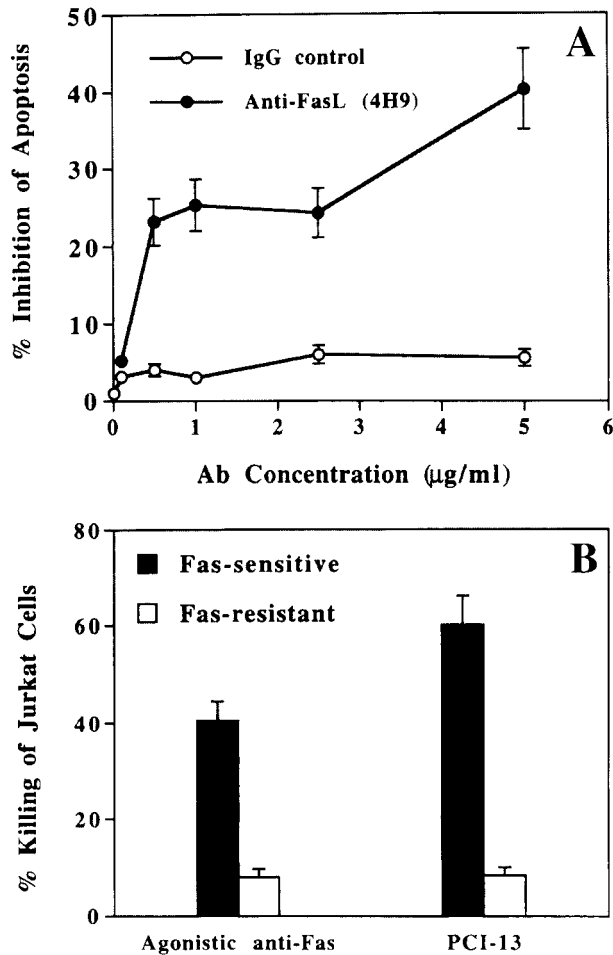 50
A
IgG control
Anti-FasL (4H9)
40
30
20
10
0
% Inhibition of Apoptosis
0 1 2 3 4 5 6
Ab Concentration (μg/ml)
80
B
Fas-sensitive
Fas-resistant
60
40
20
0
% Killing of Jurkat Cells
Agonistic anti-Fas PCI-13